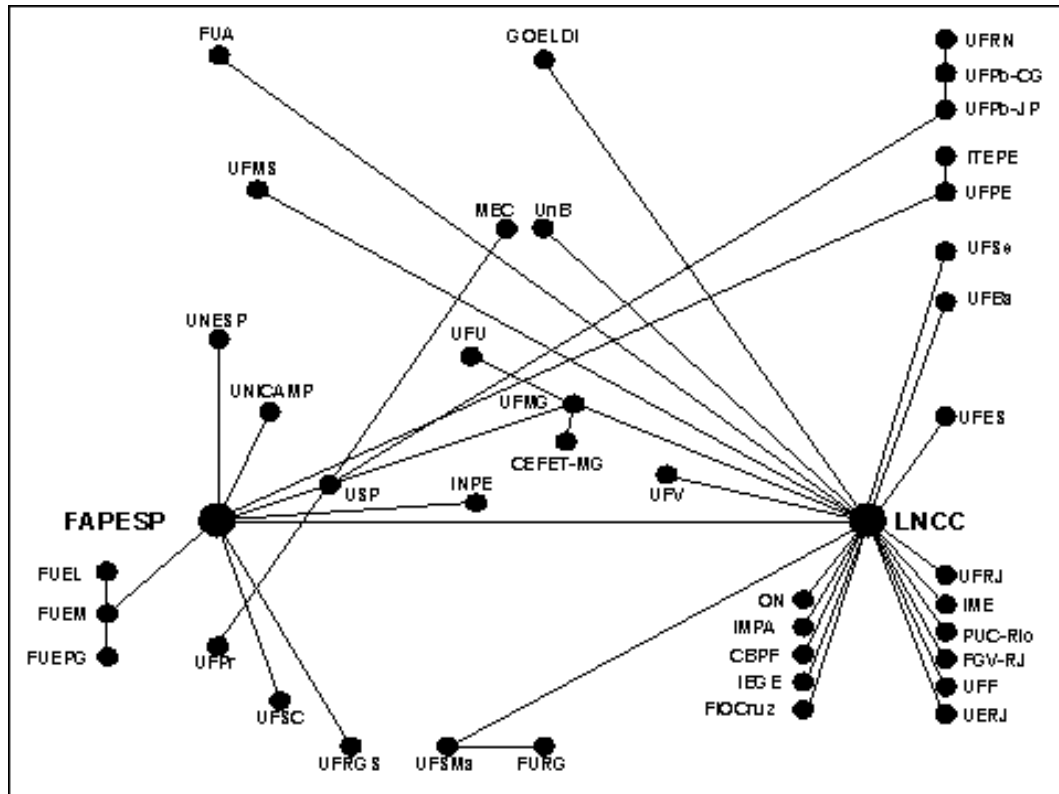 FUA
GOELDI
UFRN
UFPb-CG
UFPb-JP
ITEPE
UFMS
UFPE
MEC
UnB
UFSe
UFBa
UNESP
UFU
UNICAMP
UFMG
UFES
CEFET-MG
USP
INPE
UFV
FAPESP
LNCC
FUEL
UFRJ
FUEM
ON
IME
IMPA
PUC-RIo
FUEPG
UFPr
CBPF
FGV-RJ
IBGE
UFF
FIOCruz
UERJ
UFSC
UFRGS
UFSMa
FURG